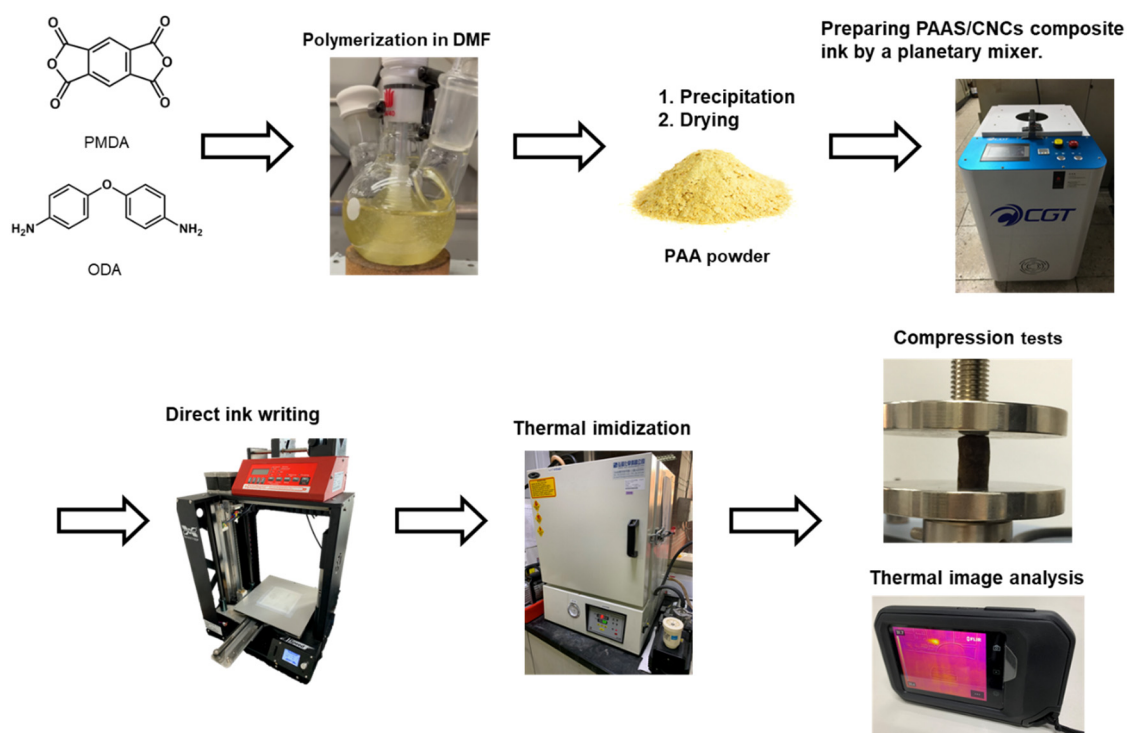 O
O
O
O
O
O
PMDA
O
H₂N
NH₂
ODA
Polymerization in DMF
1. Precipitation
2. Drying
PAA powder
Preparing PAAS/CNCs composite
ink by a planetary mixer.
CGT
Direct ink writing
Thermal imidization
Compression tests
Thermal image analysis
FLIR